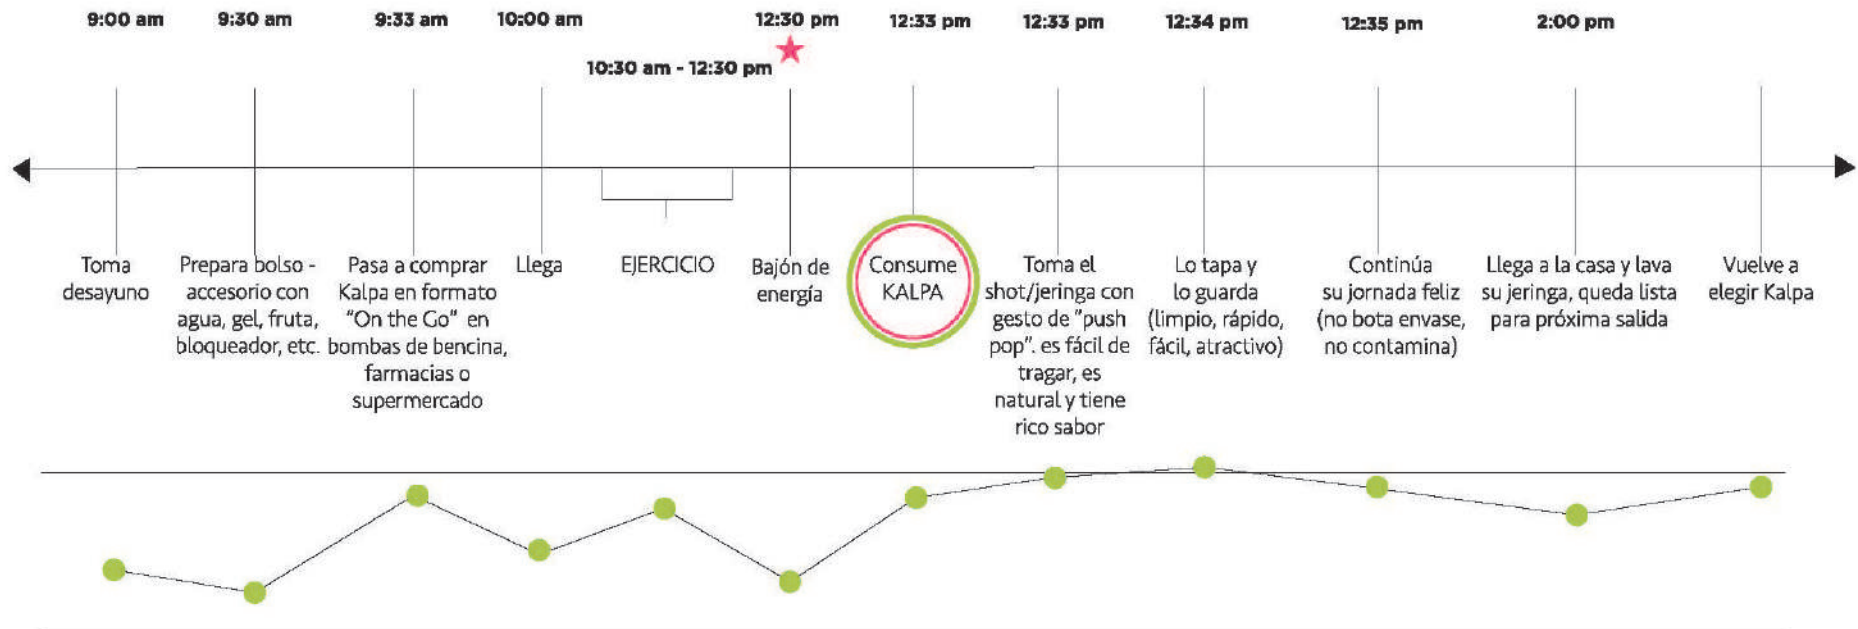 9:00 am
9:30 am
9:33 am
10:00 am
10:30 am - 12:30 pm
12:30 pm
12:33 pm
12:33 pm
12:34 pm
12:35 pm
2:00 pm
Toma
desayuno
Prepara bolso -
accesorio con
agua, gel, fruta,
bloqueador, etc.
Pasa a comprar
Kalpa en formato
"On the Go" en
bombas de bencina,
farmacias o
supermercado
Llega
EJERCICIO
Bajón de
energía
Consume
KALPA
Toma el
shot/jeringa con
gesto de "push
pop". es fácil de
tragar, es
natural y tiene
rico sabor
Lo tapa y
lo guarda
(limpio, rápido,
fácil, atractivo)
Continúa
su jornada feliz
(no bota envase,
no contamina)
Llega a la casa y lava
su jeringa, queda lista
para próxima salida
Vuelve a
elegir Kalpa